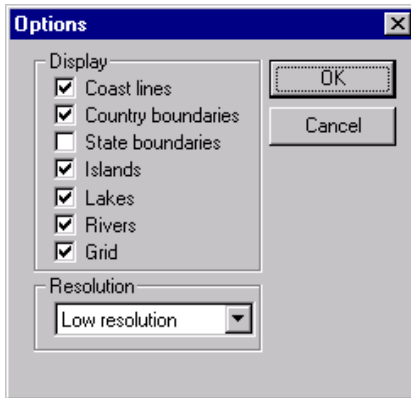 Options
Display
Coast lines
Country boundaries
State boundaries
Islands
Lakes
Rivers
Grid
Resolution
Low resolution
OK
Cancel